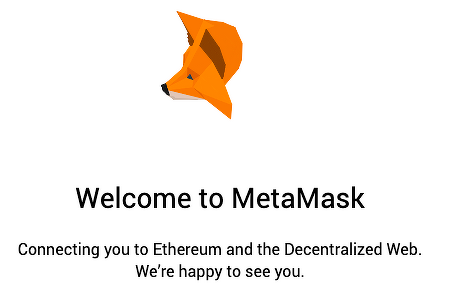 Welcome to MetaMask
Connecting you to Ethereum and the Decentralized Web.
We’re happy to see you.